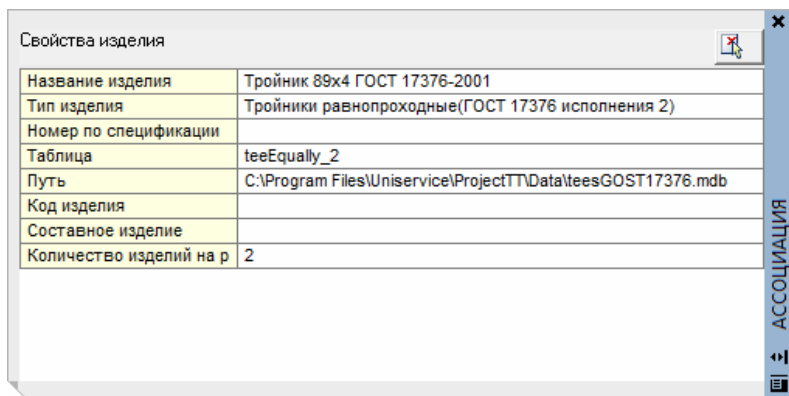 Свойства изделия
Название изделия Тройник 89х4 ГОСТ 17376-2001
Тип изделия Тройники равнопроходные(ГОСТ 17376 исполнения 2)
Номер по спецификации
Таблица teeEqually_2
Путь C:\Program Files\Uniservice\ProjectTT\Data\teesGOST17376.mdb
Код изделия
Составное изделие
Количество изделий на р 2
АССОЦИАЦИЯ